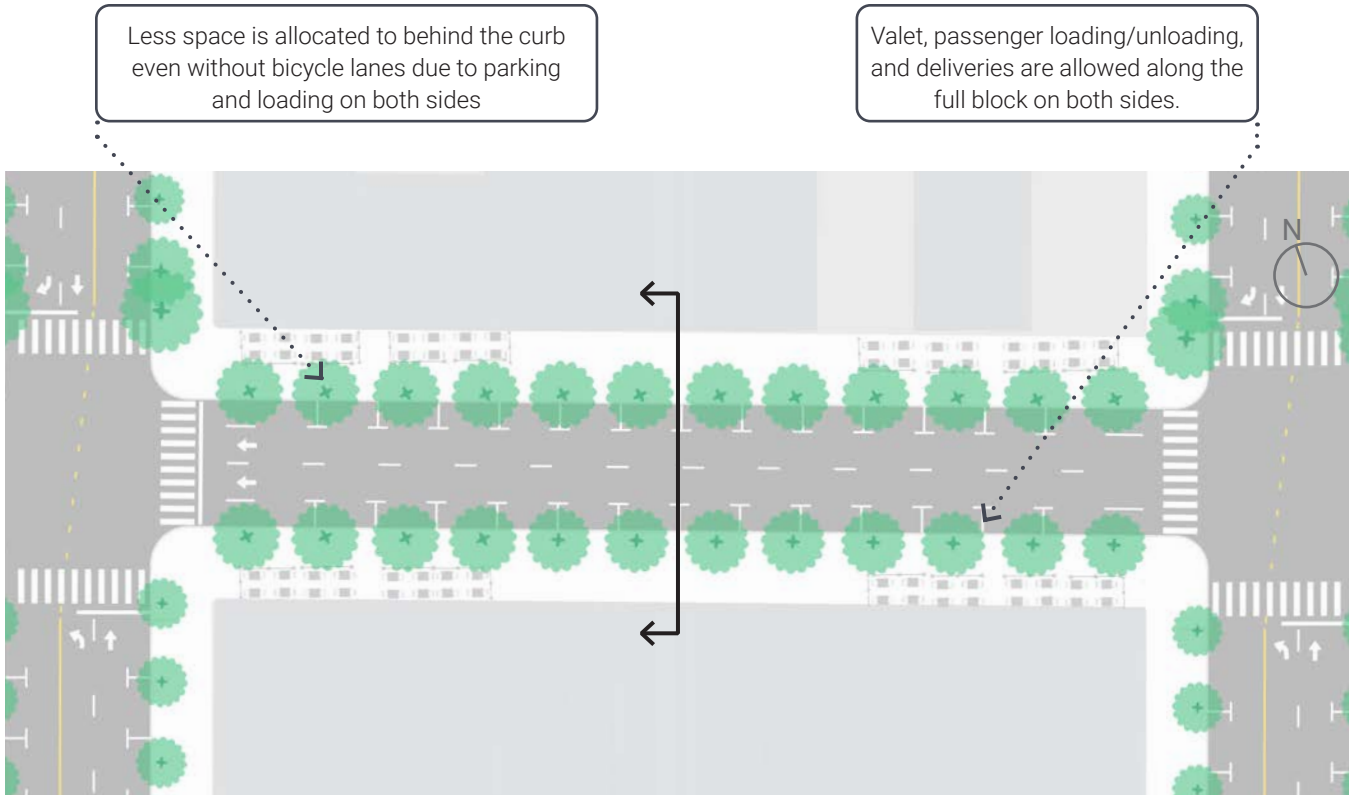 Less space is allocated to behind the curb
even without bicycle lanes due to parking
and loading on both sides
Valet, passenger loading/unloading,
and deliveries are allowed along the
full block on both sides.
N